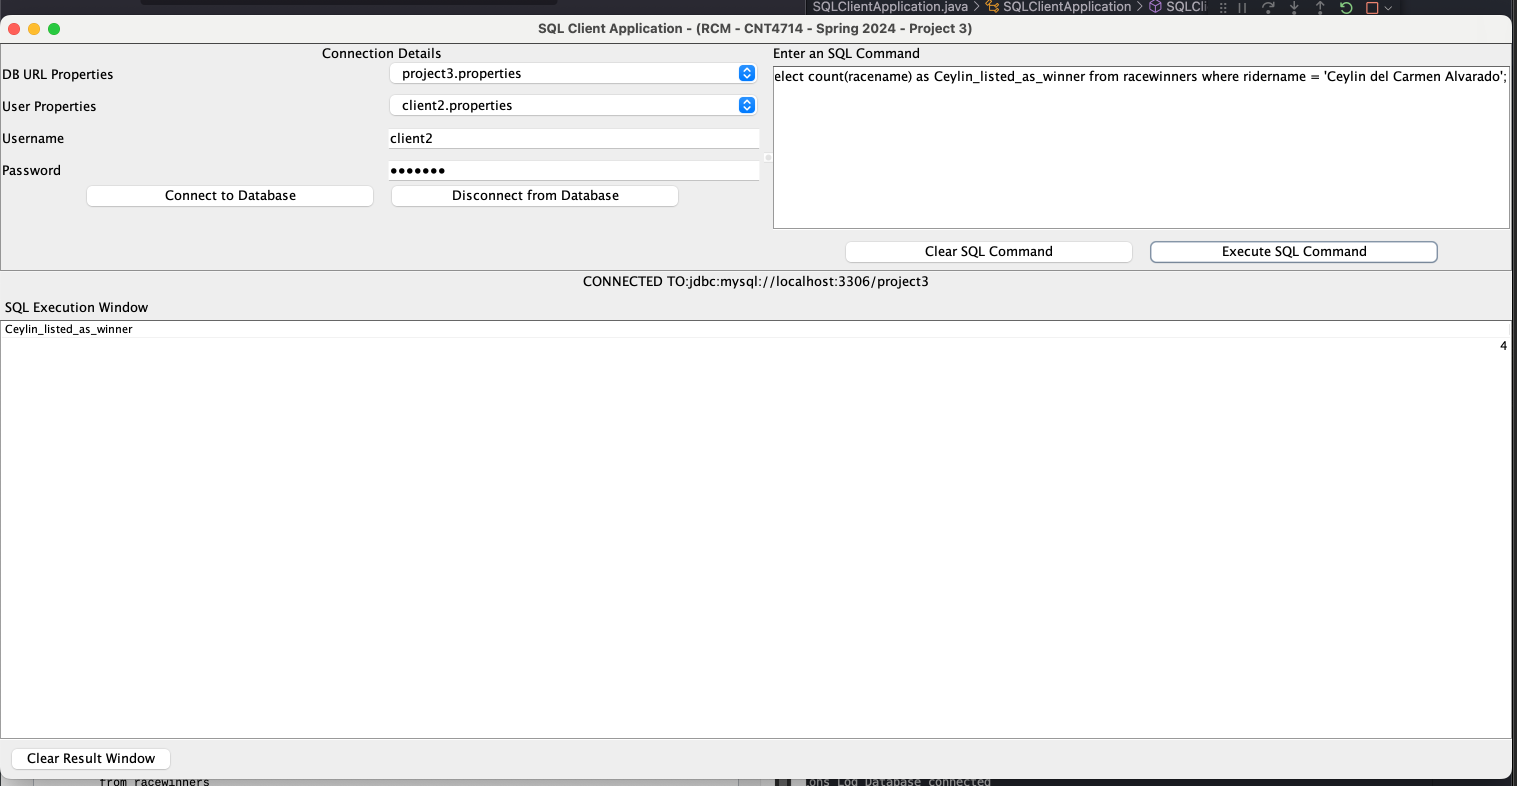 SQLClientApplication.java > SQLClientApplication > SQLCli
SQL Client Application - (RCM - CNT4714 - Spring 2024 - Project 3)
Connection Details
DB URL Properties
project3.properties
User Properties
client2.properties
Username
client2
Password
•••••••
Connect to Database
Disconnect from Database
Enter an SQL Command
elect count(racename) as Ceylin_listed_as_winner from racewinners where ridername = 'Ceylin del Carmen Alvarado';
Clear SQL Command
Execute SQL Command
CONNECTED TO:jdbc:mysql://localhost:3306/project3
SQL Execution Window
Ceylin_listed_as_winner
4
Clear Result Window
from racewinners
ons Log Database connected